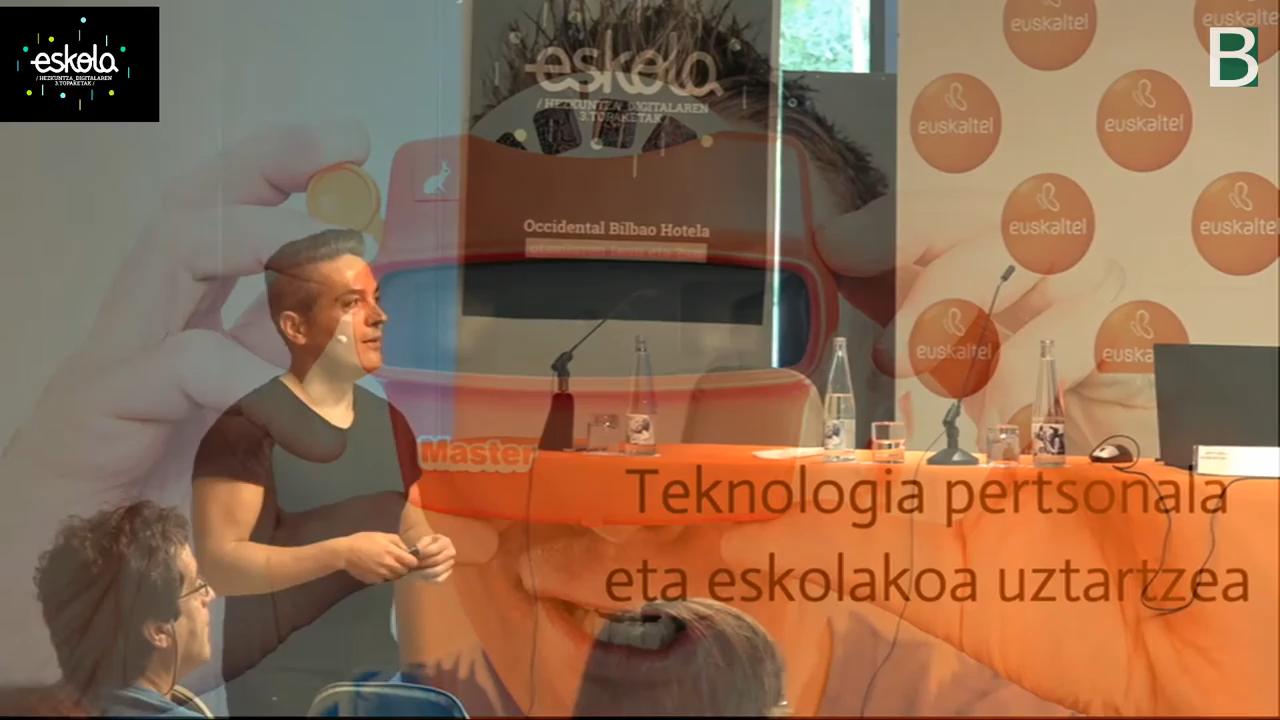 eskola
/ HEZKUNTZA_DIGITALAREN
3.TOPAKETAK /
B
eskola
/ HEZKUNTZA_DIGITALAREN
3.TOPAKETAK /
euskaltel
euskaltel
euskaltel
euskaltel
euskaltel
euskaltel
euskaltel
euska
Occidental Bilbao Hotela
Master
Teknologia pertsonala
eta eskolakoa uztartzea